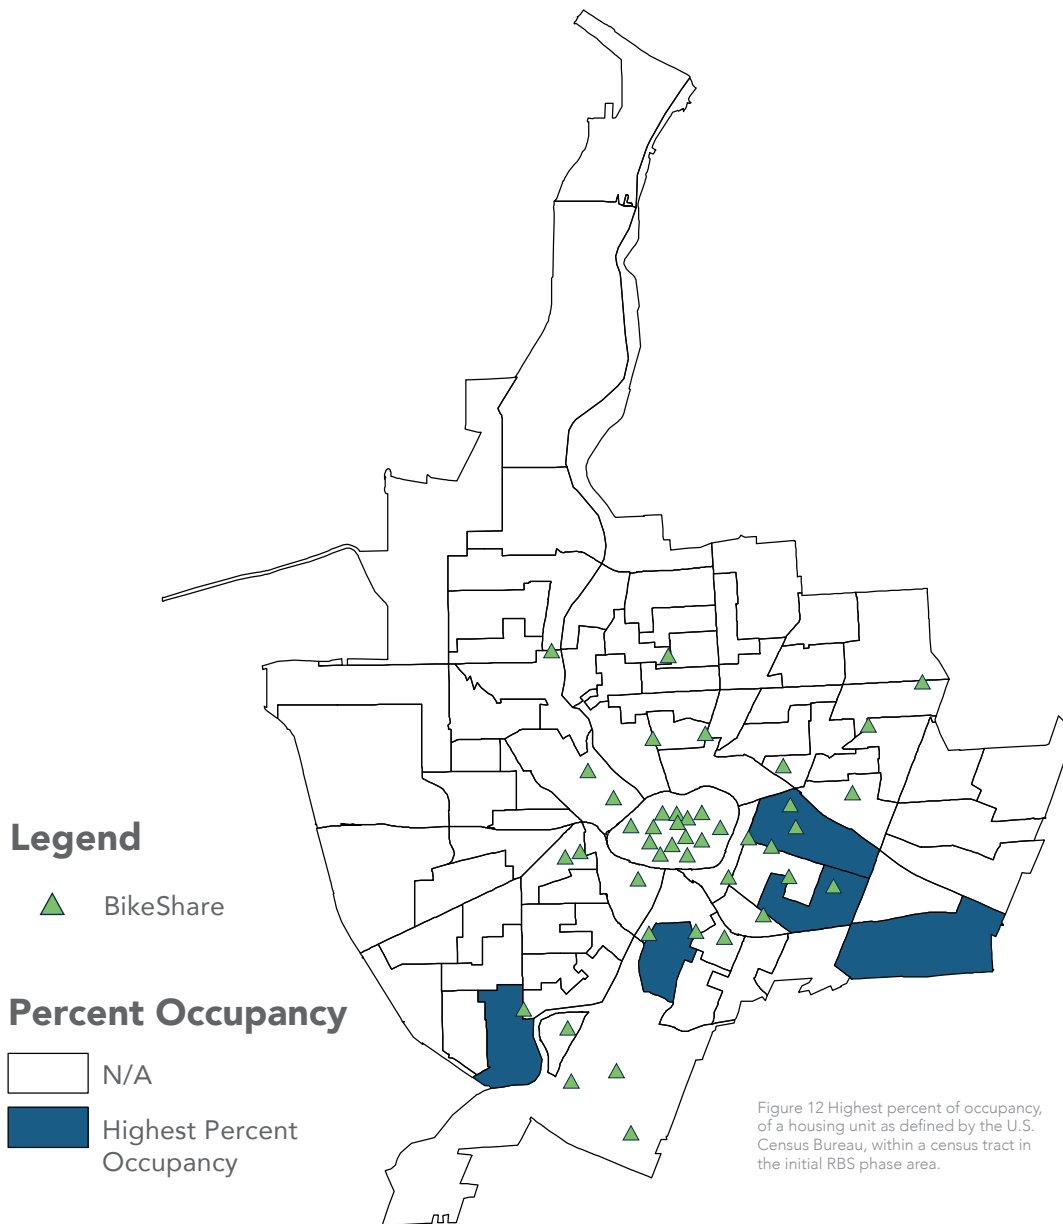 Legend
BikeShare
Percent Occupancy
N/A
Highest Percent
Occupancy
Figure 12 Highest percent of occupancy,
of a housing unit as defined by the U.S.
Census Bureau, within a census tract in
the initial RBS phase area.